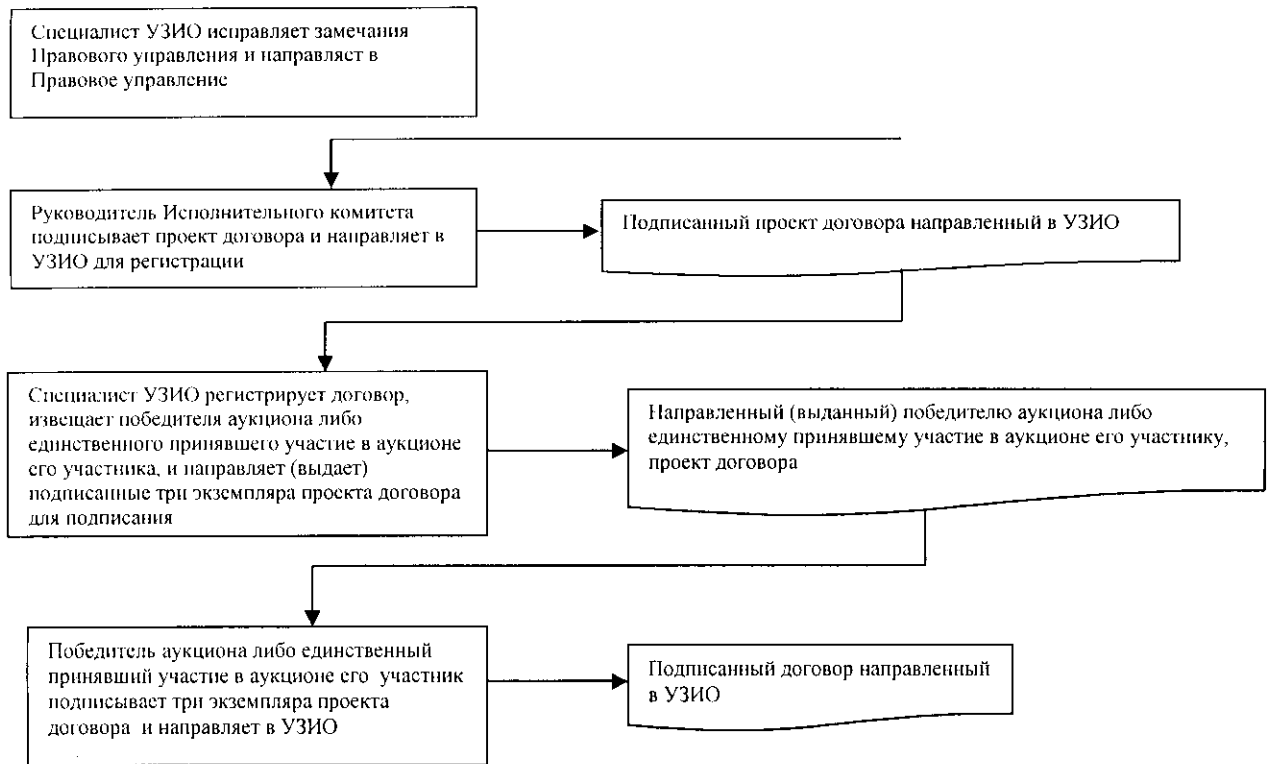 Специалист УЗИО исправляет замечания
Правового управления и направляет в
Правовое управление
Руководитель Исполнительного комитета
подписывает проект договора и направляет в
УЗИО для регистрации
Подписанный проект договора направленный в УЗИО
Специалист УЗИО регистрирует договор,
извещает победителя аукциона либо
единственного принявшего участие в аукционе
его участника, и направляет (выдает)
подписанные три экземпляра проекта договора
для подписания
Направленный (выданный) победителю аукциона либо
единственному принявшему участие в аукционе его участнику,
проект договора
Победитель аукциона либо единственный
принявший участие в аукционе его участник
подписывает три экземпляра проекта
договора и направляет в УЗИО
Подписанный договор направленный
в УЗИО